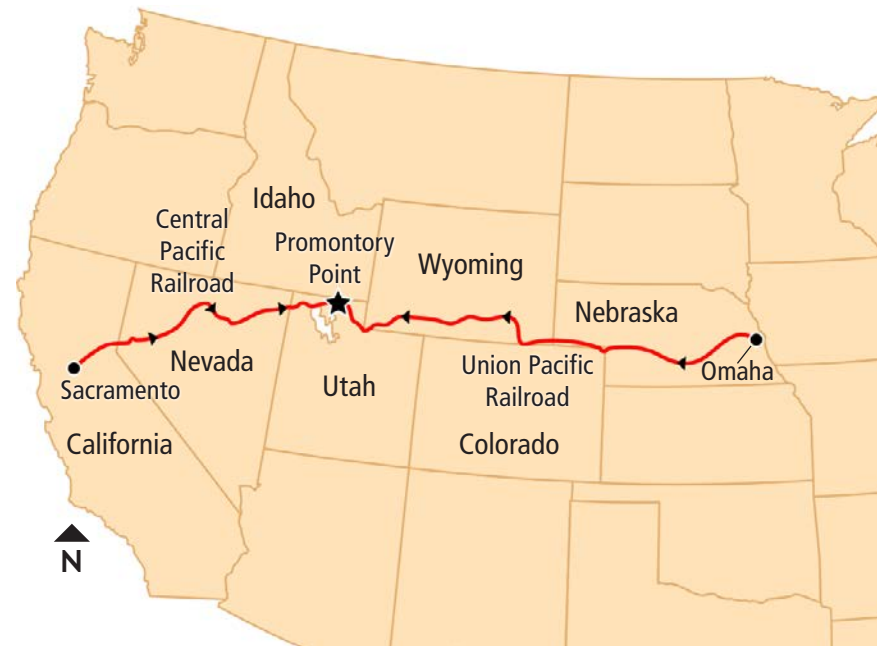 Idaho
Central
Pacific
Railroad
Promontory
Point
Wyoming
Nebraska
Nevada
Sacramento
Utah
Union Pacific
Railroad
Omaha
California
Colorado
N